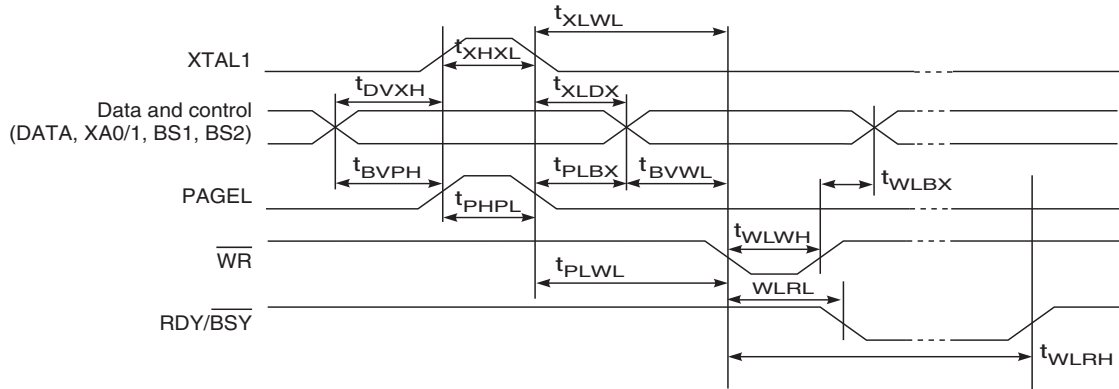 tXLWL
XTAL1
tXHXL
tDVXH
tXLDX
Data and control
(DATA, XA0/1, BS1, BS2)
tBVPH
tPLBX
tBVWL
tWLBX
PAGEL
tPHPL
tWLWH
WR
tPLWL
WLRL
RDY/BSY
tWLRH